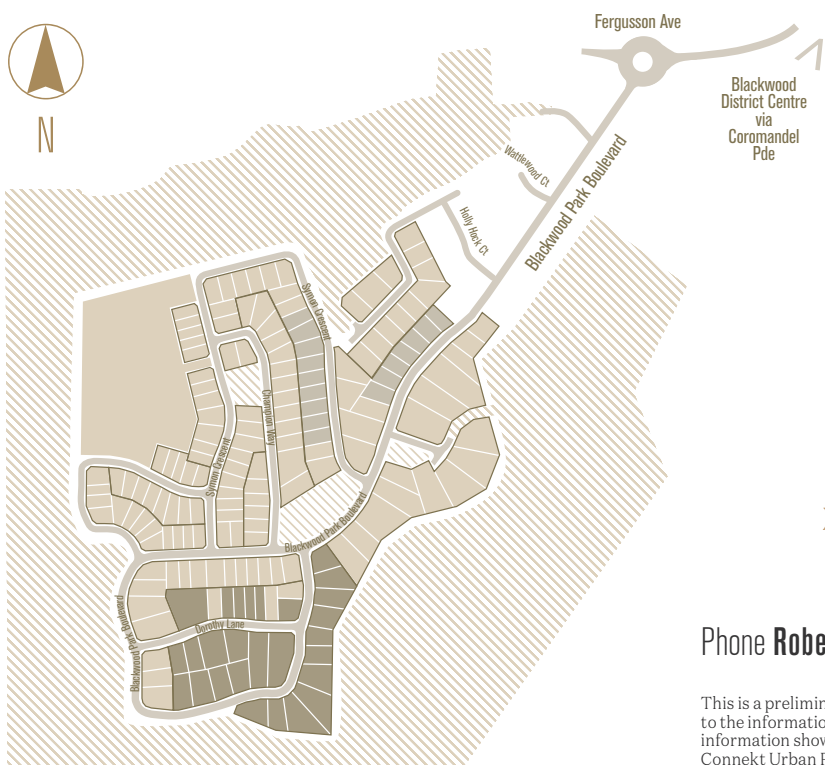 Fergusson Ave
N
Blackwood
District Centre
via
Coromandel
Pde
Wattlewood Ct
Blackwood Park Boulevard
Holly Hock Ct
Symon Crescent
Champion Way
Symon Crescent
Blackwood Park Boulevard
Blackwood Park Boulevard
Dorothy Lane
Phone Robe
This is a prelimin
to the informatio
information show
Connekt Urban P